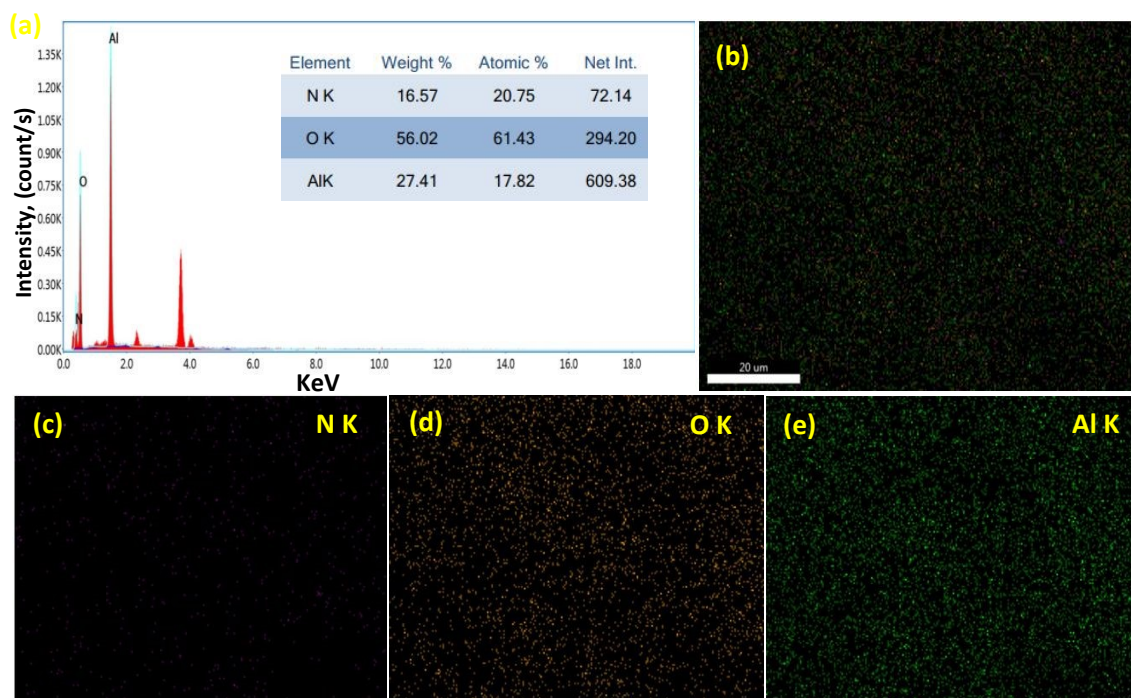 (a)
Intensity, (count/s)
1.35K
1.20K
1.05K
0.90K
0.75K
0.60K
0.45K
0.30K
0.15K
0.00K
Al
O
N
0.0 2.0 4.0 6.0 8.0 10.0 12.0 14.0 16.0 18.0
KeV
Element Weight % Atomic % Net Int.
N K 16.57 20.75 72.14
O K 56.02 61.43 294.20
AlK 27.41 17.82 609.38
(b)
20 um
(c) N K
(d) O K
(e) Al K